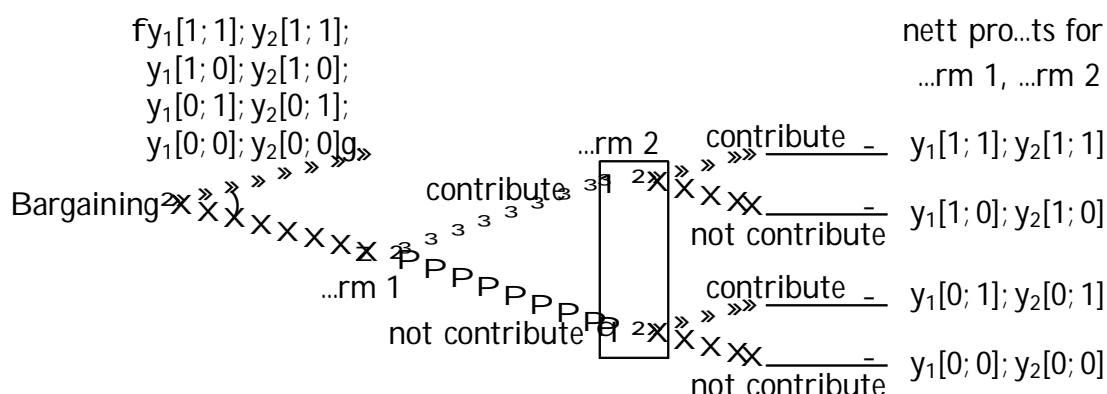 fy₁[1; 1]; y₂[1; 1];
y₁[1; 0]; y₂[1; 0];
y₁[0; 1]; y₂[0; 1];
y₁[0; 0]; y₂[0; 0]g
nett pro...ts for
...rm 1, ...rm 2
Bargaining
...rm 1
contribute
not contribute
...rm 2
1
0
contribute
y₁[1; 1]; y₂[1; 1]
not contribute
y₁[1; 0]; y₂[1; 0]
contribute
y₁[0; 1]; y₂[0; 1]
not contribute
y₁[0; 0]; y₂[0; 0]